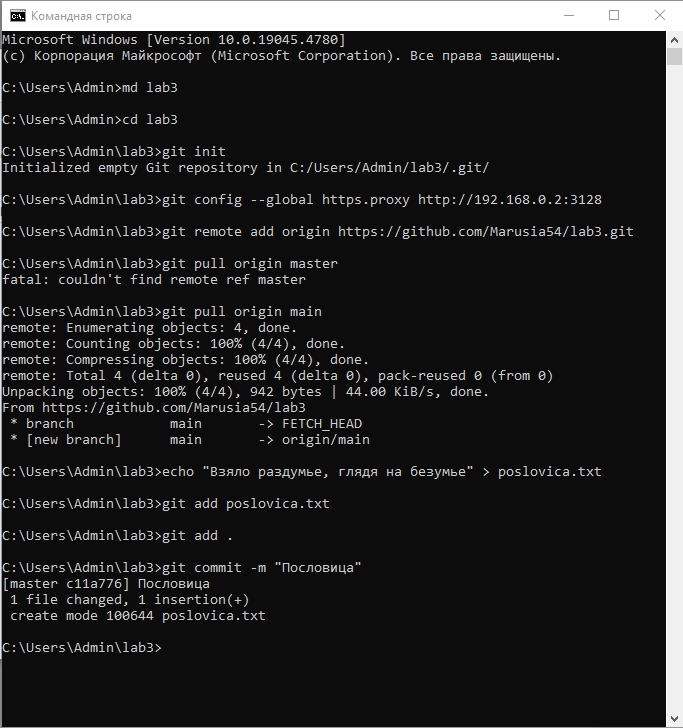 Командная строка
Microsoft Windows [Version 10.0.19045.4780]
(c) Корпорация Майкрософт (Microsoft Corporation). Все права защищены.
C:\Users\Admin>md lab3
C:\Users\Admin>cd lab3
C:\Users\Admin\lab3>git init
Initialized empty Git repository in C:/Users/Admin/lab3/.git/
C:\Users\Admin\lab3>git config --global https.proxy http://192.168.0.2:3128
C:\Users\Admin\lab3>git remote add origin https://github.com/Marusia54/lab3.git
C:\Users\Admin\lab3>git pull origin master
fatal: couldn't find remote ref master
C:\Users\Admin\lab3>git pull origin main
remote: Enumerating objects: 4, done.
remote: Counting objects: 100% (4/4), done.
remote: Compressing objects: 100% (4/4), done.
remote: Total 4 (delta 0), reused 4 (delta 0), pack-reused 0 (from 0)
Unpacking objects: 100% (4/4), 942 bytes | 44.00 KiB/s, done.
From https://github.com/Marusia54/lab3
 * branch            main       -> FETCH_HEAD
 * [new branch]      main       -> origin/main
C:\Users\Admin\lab3>echo "Взяло раздумье, глядя на безумье" > poslovica.txt
C:\Users\Admin\lab3>git add poslovica.txt
C:\Users\Admin\lab3>git add .
C:\Users\Admin\lab3>git commit -m "Пословица"
[master c11a776] Пословица
 1 file changed, 1 insertion(+)
 create mode 100644 poslovica.txt
C:\Users\Admin\lab3>